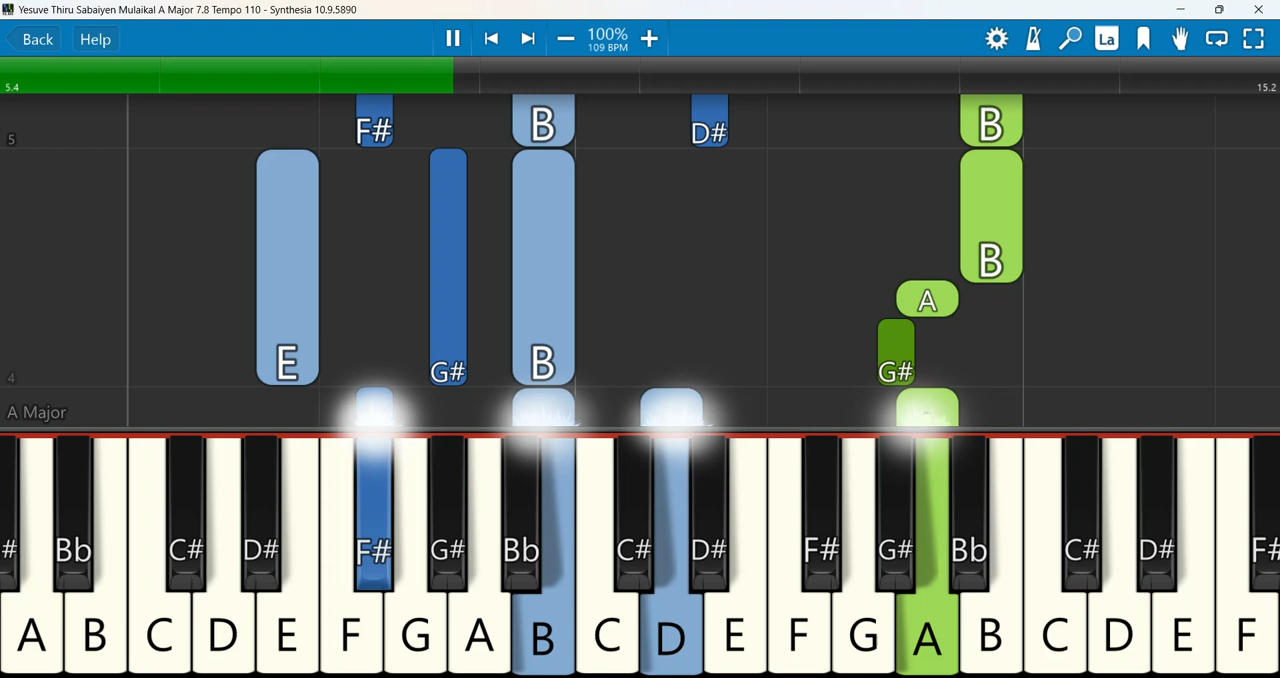 Yesuve Thiru Sabaiyen Mulaikal A Major 7.8 Tempo 110 - Synthesia 10.9.5890
Back Help 100% La
109 BPM
5.4 15.2
F# B D# B
5
B
A
E G# B G#
4
A Major
# Bb C# D# F# G# Bb C# D# F# G# Bb C# D# F#
A B C D E F G A B C D E F G A B C D E F